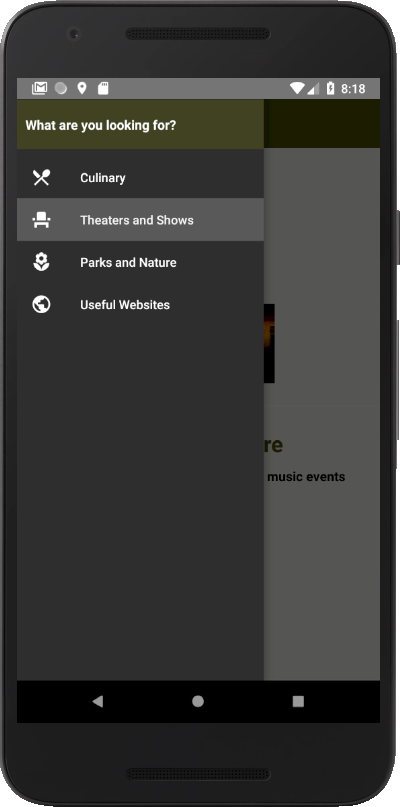 8:18
What are you looking for?
Culinary
Theaters and Shows
Parks and Nature
Useful Websites
re
music events